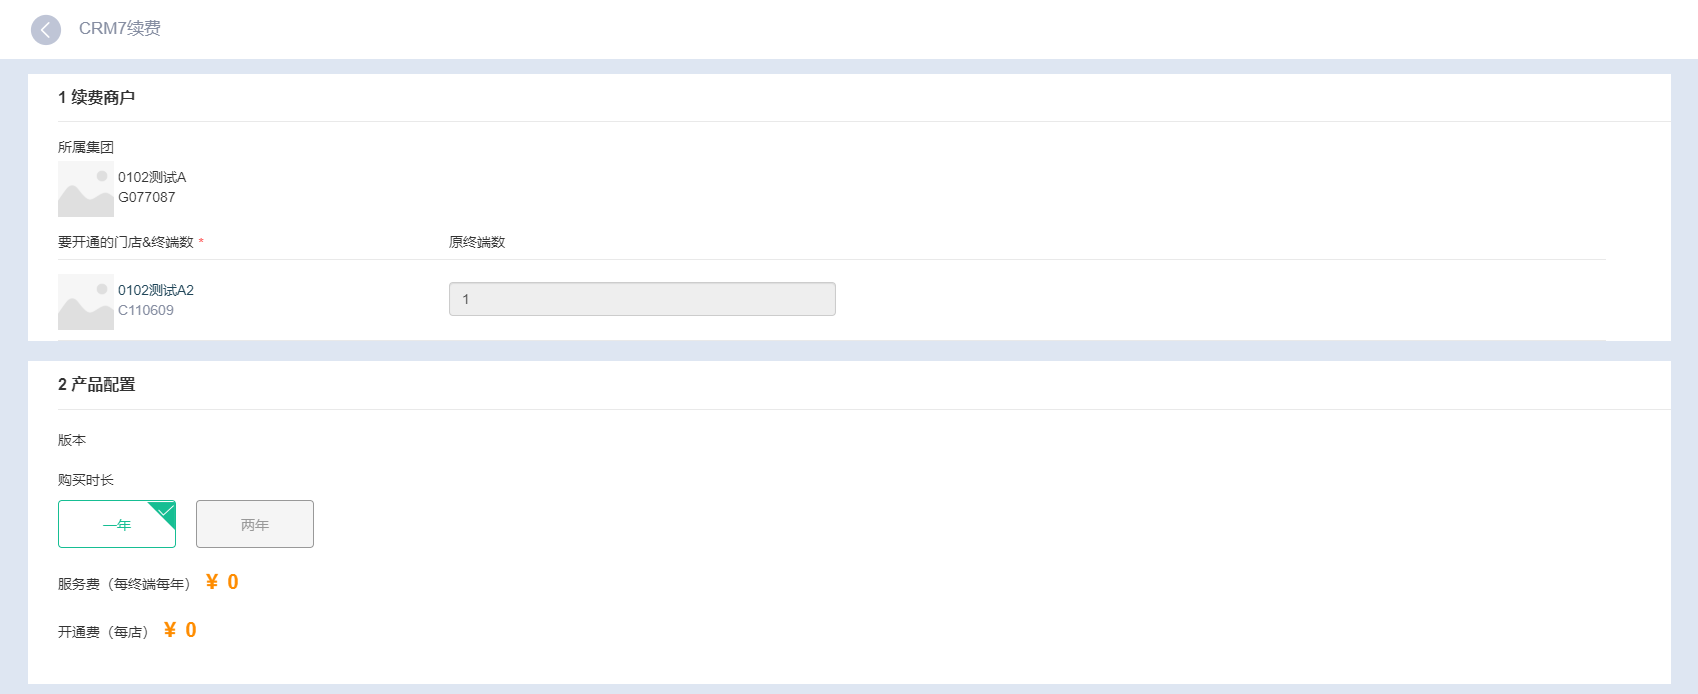 CRM7续费
1 续费商户
所属集团
0102测试A
G077087
要开通的门店&终端数 * 原终端数
0102测试A2
C110609
1
2 产品配置
版本
购买时长
一年 两年
服务费（每终端每年） ¥ 0
开通费（每店） ¥ 0